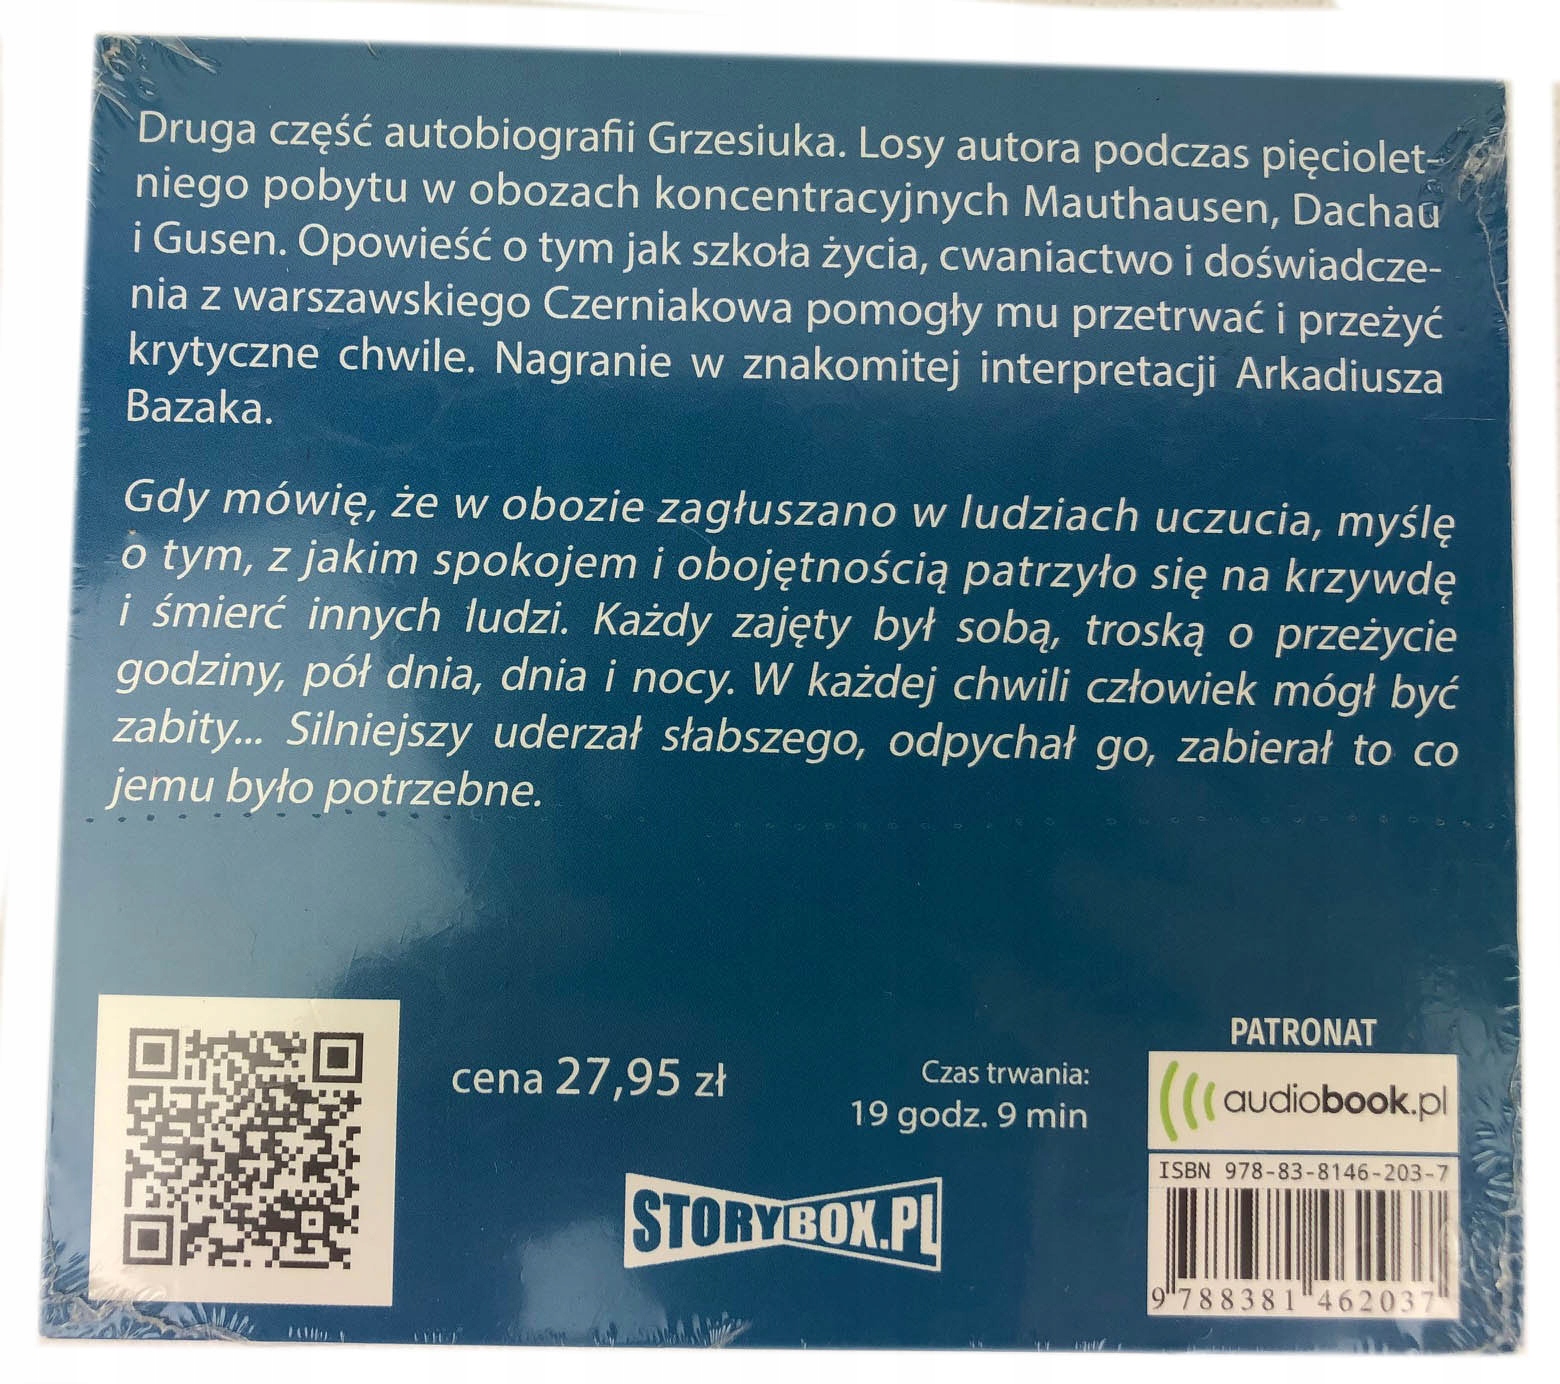 Druga część autobiografii Grzesiuka. Losy autora podczas pięciolet-
niego pobytu w obozach koncentracyjnych Mauthausen, Dachau
i Gusen. Opowieść o tym jak szkoła życia, cwaniactwo i doświadcze-
nia z warszawskiego Czerniakowa pomogły mu przetrwać i przeżyć
krytyczne chwile. Nagranie w znakomitej interpretacji Arkadiusza
Bazaka.
Gdy mówię, że w obozie zagłuszano w ludziach uczucia, myślę
o tym, z jakim spokojem i obojętnością patrzyło się na krzywdę
i śmierć innych ludzi. Każdy zajęty był sobą, troską o przeżycie
godziny, pół dnia, dnia i nocy. W każdej chwili człowiek mógł być
zabity... Silniejszy uderzał słabszego, odpychał go, zabierał to co
jemu było potrzebne.
cena 27,95 zł
Czas trwania:
19 godz. 9 min
STORYBOX.PL
PATRONAT
audiobook.pl
ISBN 978-83-8146-203-7
9 788381 462037